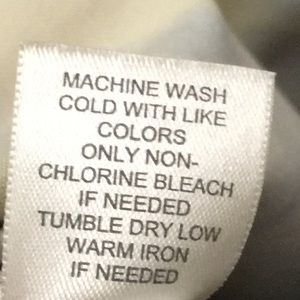 MACHINE WASH
COLD WITH LIKE
COLORS
ONLY NON-
CHLORINE BLEACH
IF NEEDED
TUMBLE DRY LOW
WARM IRON
IF NEEDED